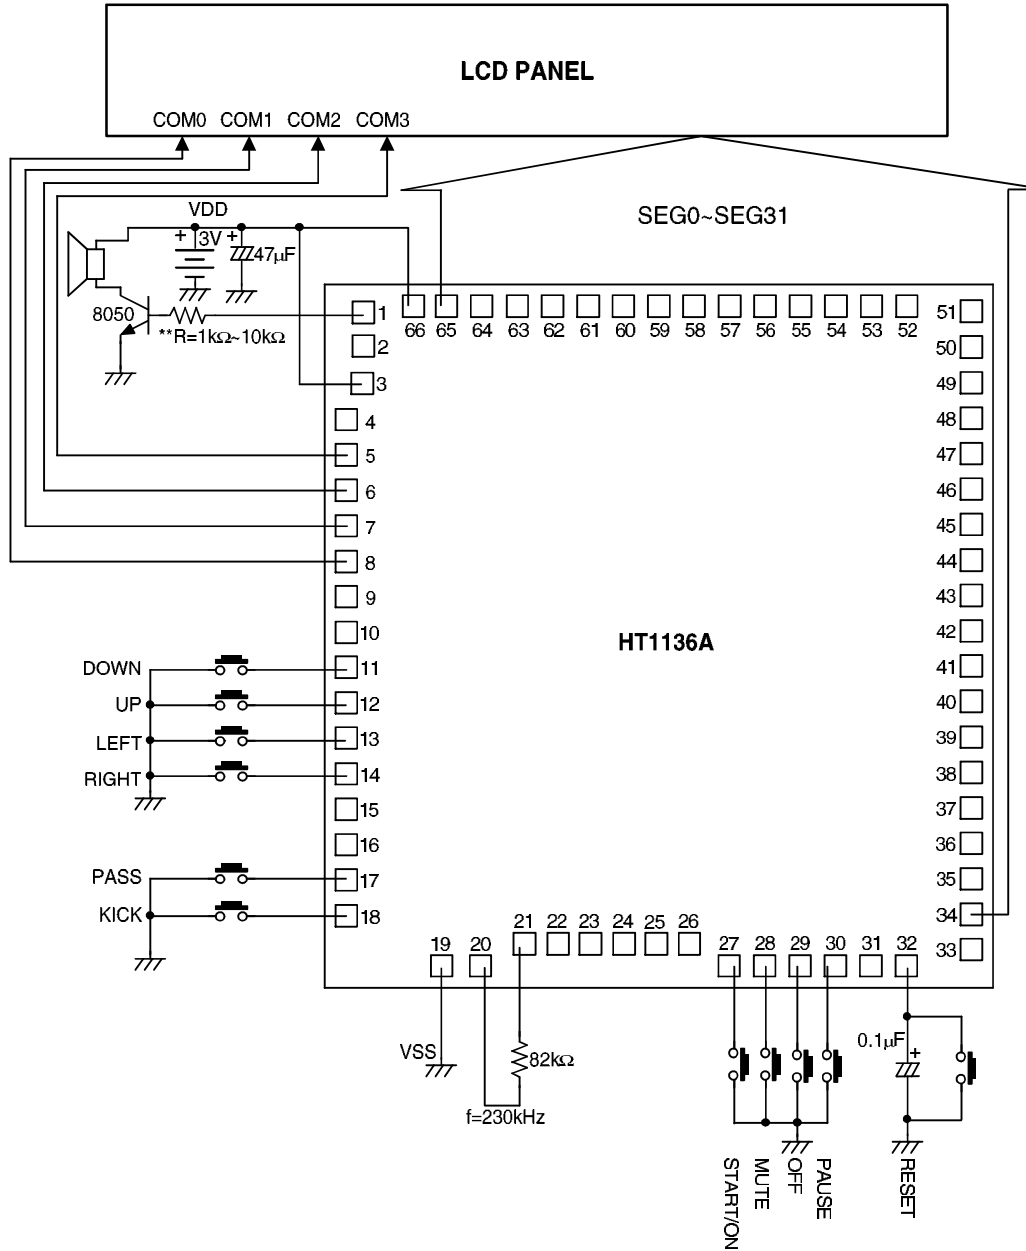 LCD PANEL
COM0 COM1 COM2 COM3
SEG0~SEG31
VDD
+ 3V + 47µF
8050
**R=1kΩ~10kΩ
1
2
3
4
5
6
7
8
9
10
11
12
13
14
15
16
17
18
66 65 64 63 62 61 60 59 58 57 56 55 54 53 52
51
50
49
48
47
46
45
44
43
42
41
40
39
38
37
36
35
34
33
HT1136A
DOWN
UP
LEFT
RIGHT
PASS
KICK
19 20 21 22 23 24 25 26 27 28 29 30 31 32
VSS
82kΩ
f=230kHz
0.1µF +
START/ON
MUTE
OFF
PAUSE
RESET